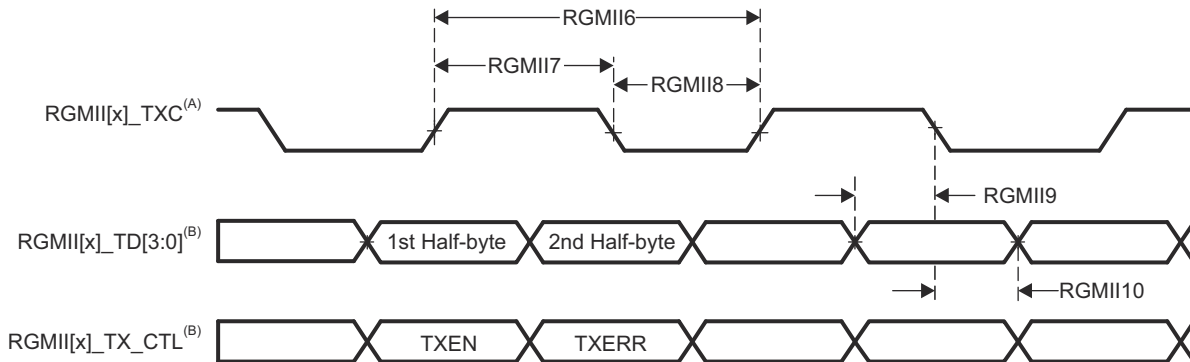 RGMII6
RGMII7
RGMII8
RGMII[x]_TXC(A)
RGMII9
RGMII[x]_TD[3:0](B)
1st Half-byte
2nd Half-byte
RGMII10
RGMII[x]_TX_CTL(B)
TXEN
TXERR